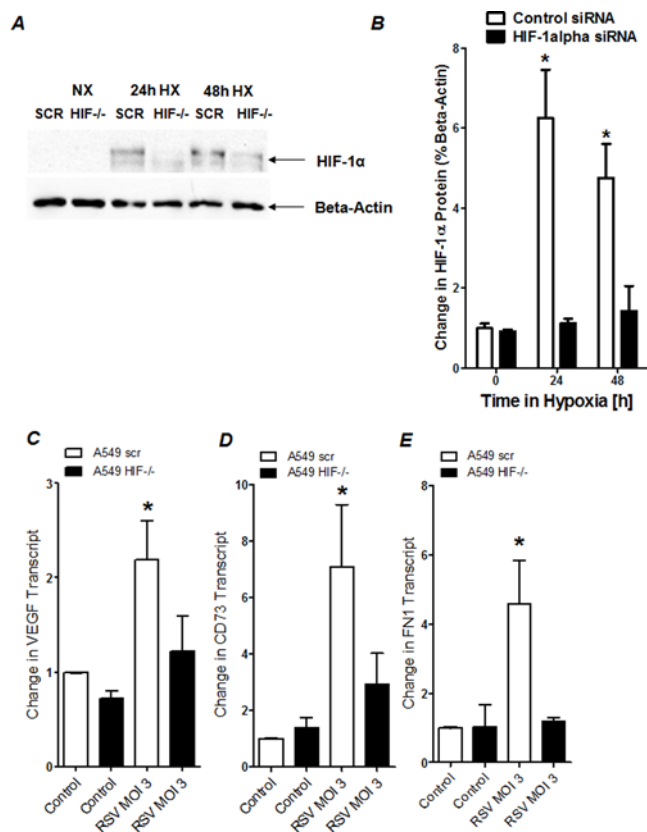 A
NX 24h HX 48h HX
SCR HIF-/- SCR HIF-/- SCR HIF-/-
HIF-1α
Beta-Actin
B
Control siRNA
HIF-1alpha siRNA
Change in HIF-1α Protein (% Beta-Actin)
8
6
4
2
0
* *
0 24 48
Time in Hypoxia [h]
C
A549 scr
A549 HIF-/-
Change in VEGF Transcript
3
2
1
0
*
Control Control RSV MOI 3 RSV MOI 3
D
A549 scr
A549 HIF-/-
Change in CD73 Transcript
10
8
6
4
2
0
*
Control Control RSV MOI 3 RSV MOI 3
E
A549 scr
A549 HIF-/-
Change in FN1 Transcript
8
6
4
2
0
*
Control Control RSV MOI 3 RSV MOI 3